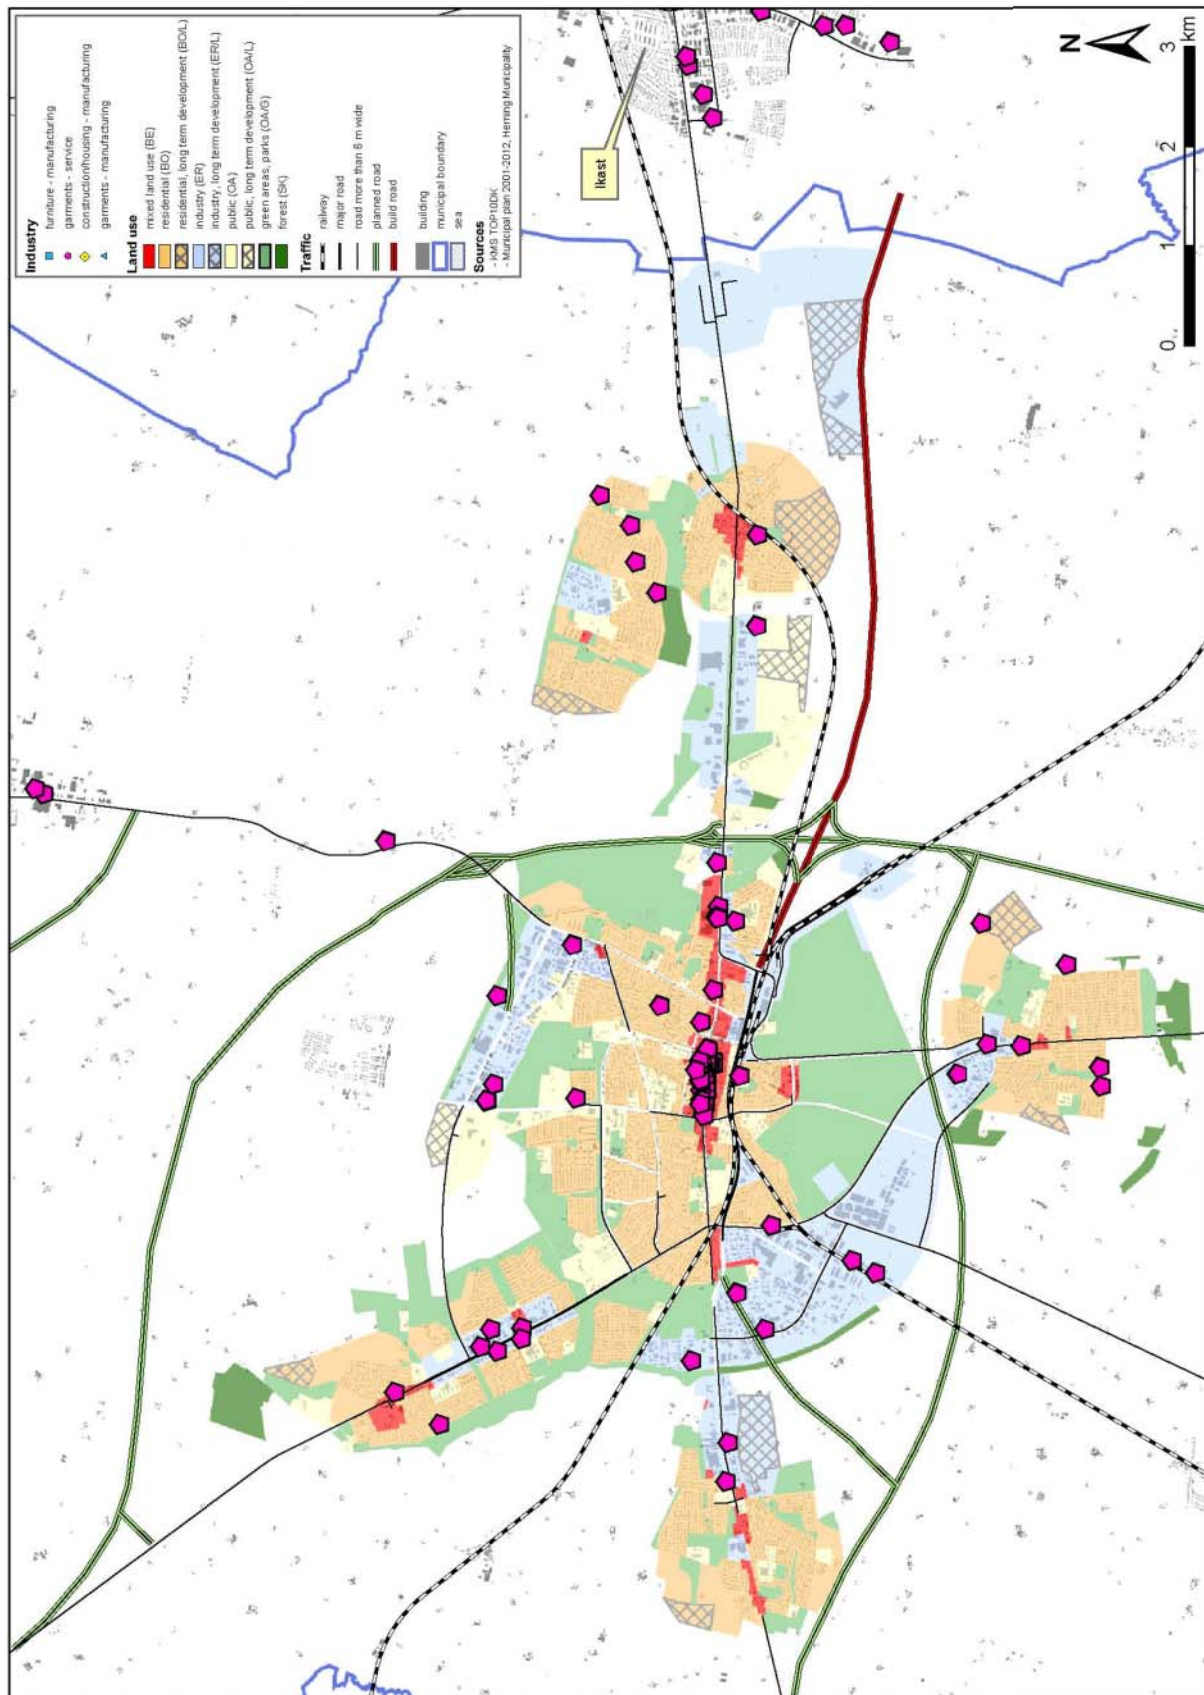 Industry
furniture - manufacturing
garments - service
construction/housing - manufacturing
garments - manufacturing
Land use
mixed land use (BE)
residential (BO)
residential, long term development (BO/L)
industry (ER)
industry, long term development (ER/L)
public (OA)
public, long term development (OA/L)
green areas, parks (OA/G)
forest (SK)
Traffic
railway
major road
road more than 6 m wide
planned road
build road
building
municipal boundary
sea
Sources
- KMS TOP10DK
- Municipal plan 2001-2012, Herning Municipality
Ikast
N
0 1 2 3 km